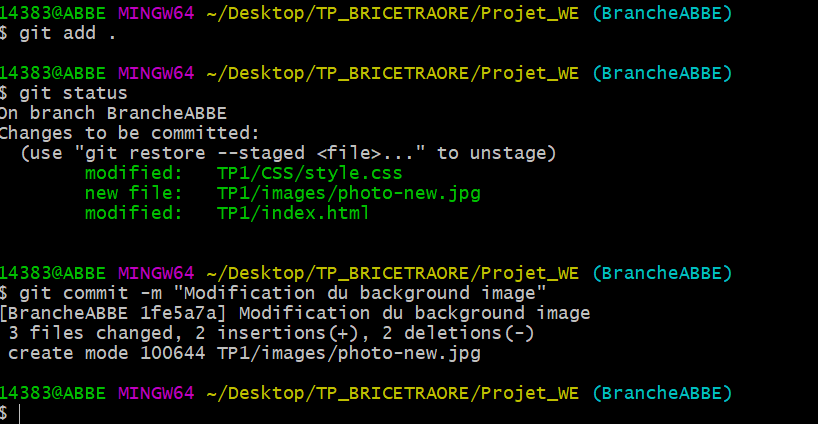 14383@ABBE MINGW64 ~/Desktop/TP_BRICETRAORE/Projet_WE (BrancheABBE)
$ git add .
14383@ABBE MINGW64 ~/Desktop/TP_BRICETRAORE/Projet_WE (BrancheABBE)
$ git status
On branch BrancheABBE
Changes to be committed:
  (use "git restore --staged <file>..." to unstage)
        modified:   TP1/CSS/style.css
        new file:   TP1/images/photo-new.jpg
        modified:   TP1/index.html
14383@ABBE MINGW64 ~/Desktop/TP_BRICETRAORE/Projet_WE (BrancheABBE)
$ git commit -m "Modification du background image"
[BrancheABBE 1fe5a7a] Modification du background image
 3 files changed, 2 insertions(+), 2 deletions(-)
 create mode 100644 TP1/images/photo-new.jpg
14383@ABBE MINGW64 ~/Desktop/TP_BRICETRAORE/Projet_WE (BrancheABBE)
$